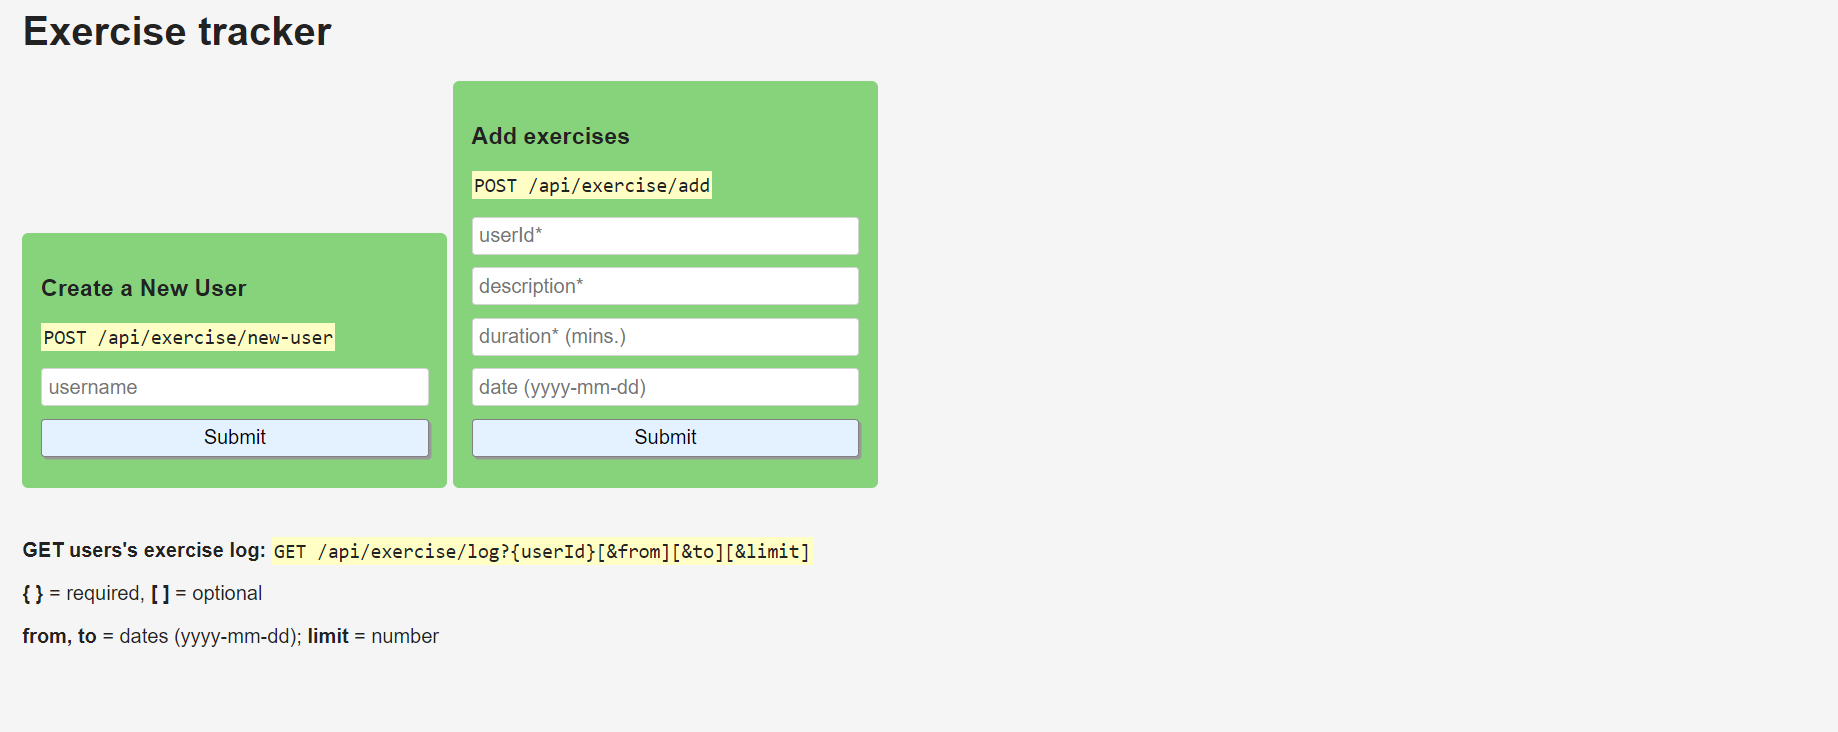 Exercise tracker
Create a New User
POST /api/exercise/new-user
username
Submit
Add exercises
POST /api/exercise/add
userId*
description*
duration* (mins.)
date (yyyy-mm-dd)
Submit
GET users's exercise log: GET /api/exercise/log?{userId}[&from][&to][&limit]
{ } = required, [ ] = optional
from, to = dates (yyyy-mm-dd); limit = number